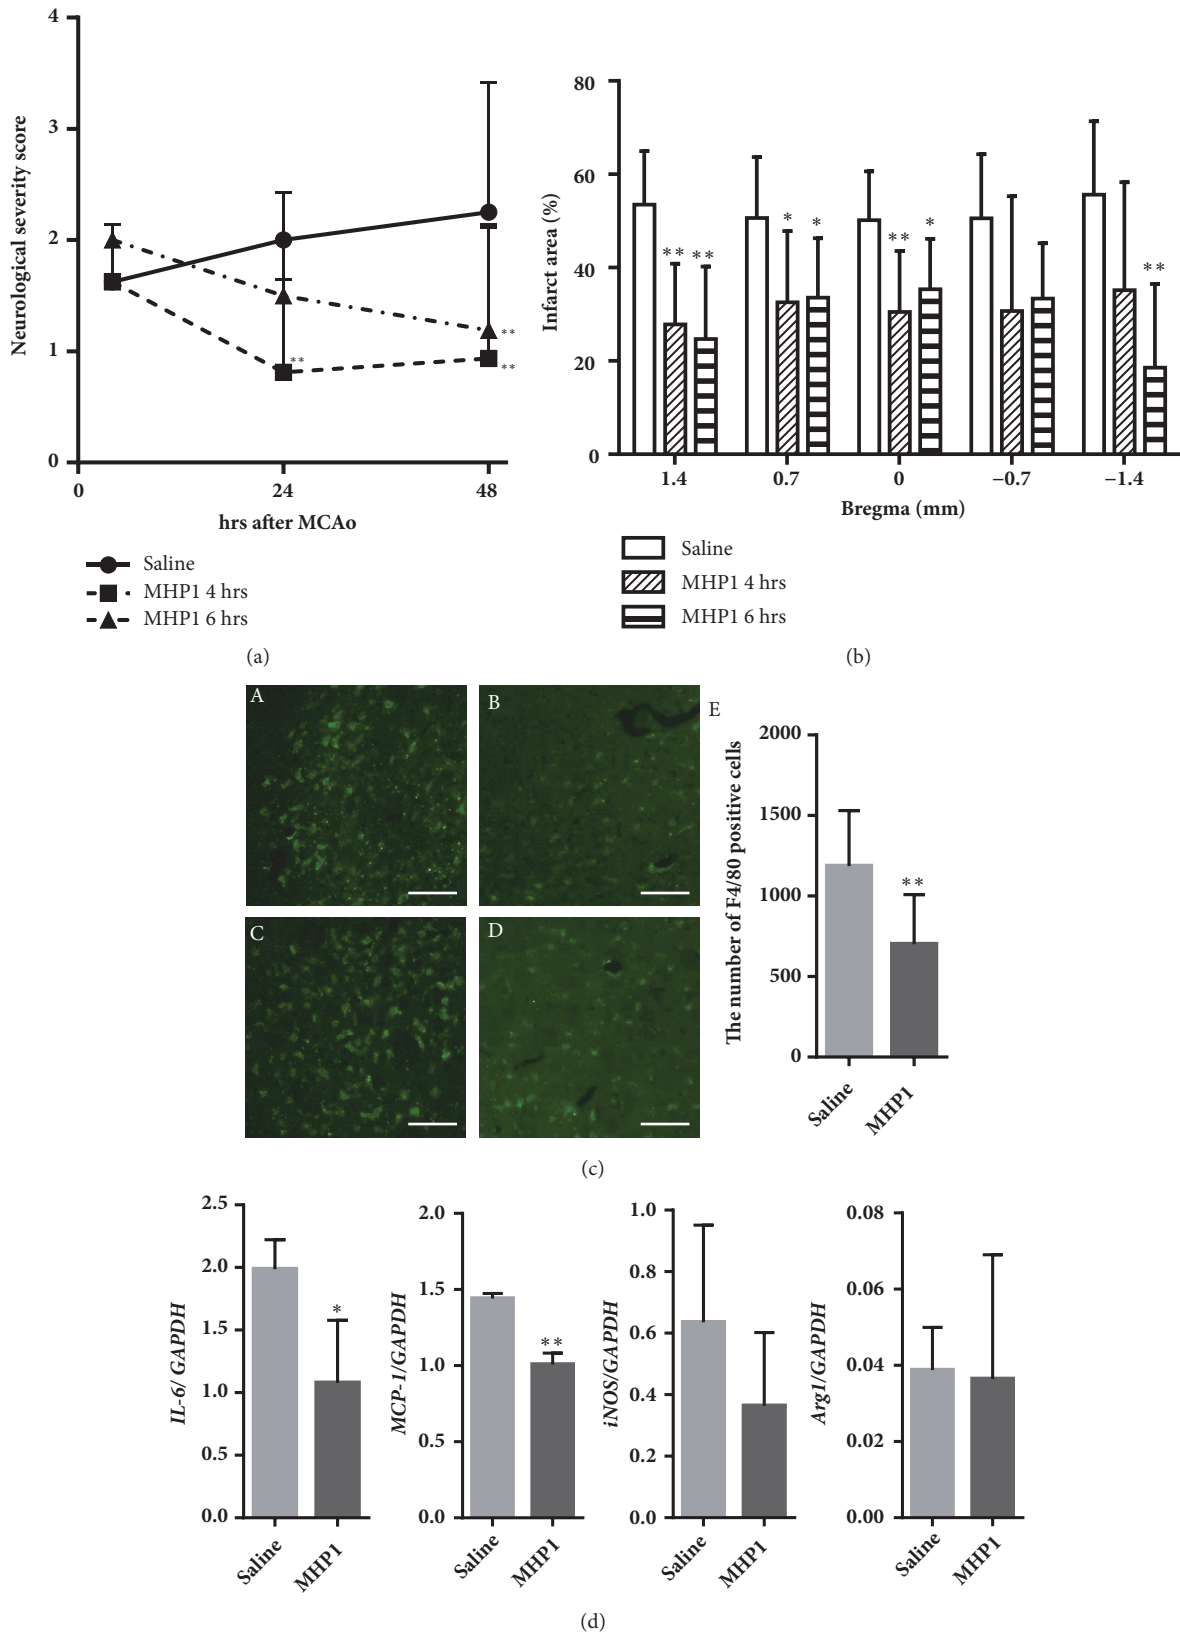 4
3
2
1
0
Neurological severity score
**
**
**
0 24 48
hrs after MCAo
Saline
MHP1 4 hrs
MHP1 6 hrs
(a)
80
60
40
20
0
Infarct area (%)
** ** * * ** * **
1.4 0.7 0 −0.7 −1.4
Bregma (mm)
Saline
MHP1 4 hrs
MHP1 6 hrs
(b)
A
B
C
D
E
2000
1500
1000
500
0
The number of F4/80 positive cells
**
Saline MHP1
(c)
2.5
2.0
1.5
1.0
0.5
0.0
IL-6/ GAPDH
*
Saline MHP1
2.0
1.5
1.0
0.5
0.0
MCP-1/GAPDH
**
Saline MHP1
1.0
0.8
0.6
0.4
0.2
0.0
iNOS/GAPDH
Saline MHP1
0.08
0.06
0.04
0.02
0.00
Arg1/GAPDH
Saline MHP1
(d)